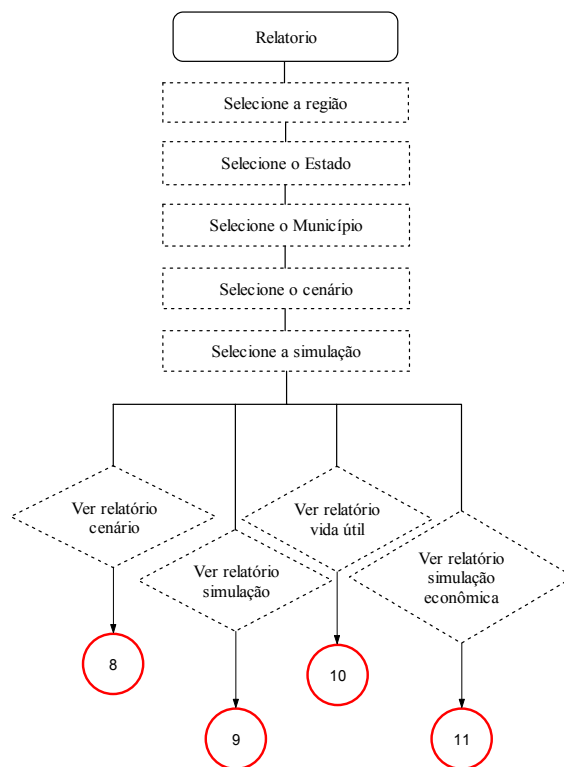 Relatorio
Selecione a região
Selecione o Estado
Selecione o Município
Selecione o cenário
Selecione a simulação
Ver relatório
cenário
Ver relatório
simulação
Ver relatório
vida útil
Ver relatório
simulação
econômica
8
9
10
11